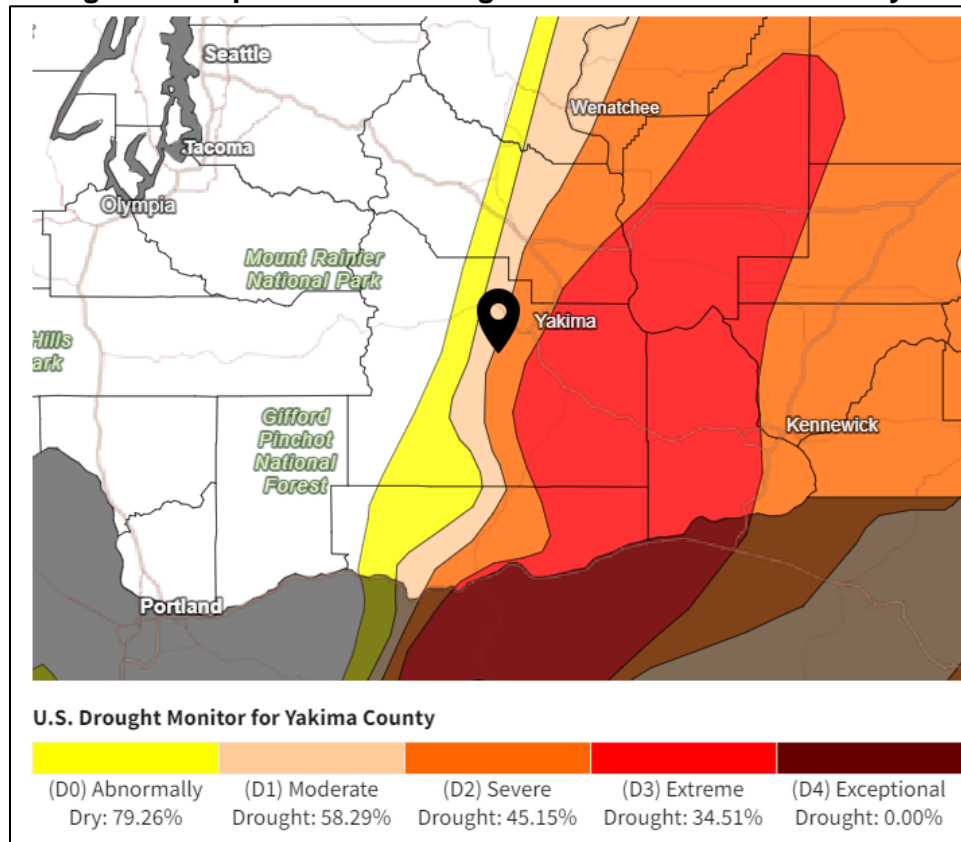 Seattle
Wenatchee
Tacoma
Olympia
Mount Rainier
National Park
Yakima
Hills
ark
Gifford
Pinchot
National
Forest
Kennewick
Portland
U.S. Drought Monitor for Yakima County
(D0) Abnormally
Dry: 79.26%
(D1) Moderate
Drought: 58.29%
(D2) Severe
Drought: 45.15%
(D3) Extreme
Drought: 34.51%
(D4) Exceptional
Drought: 0.00%